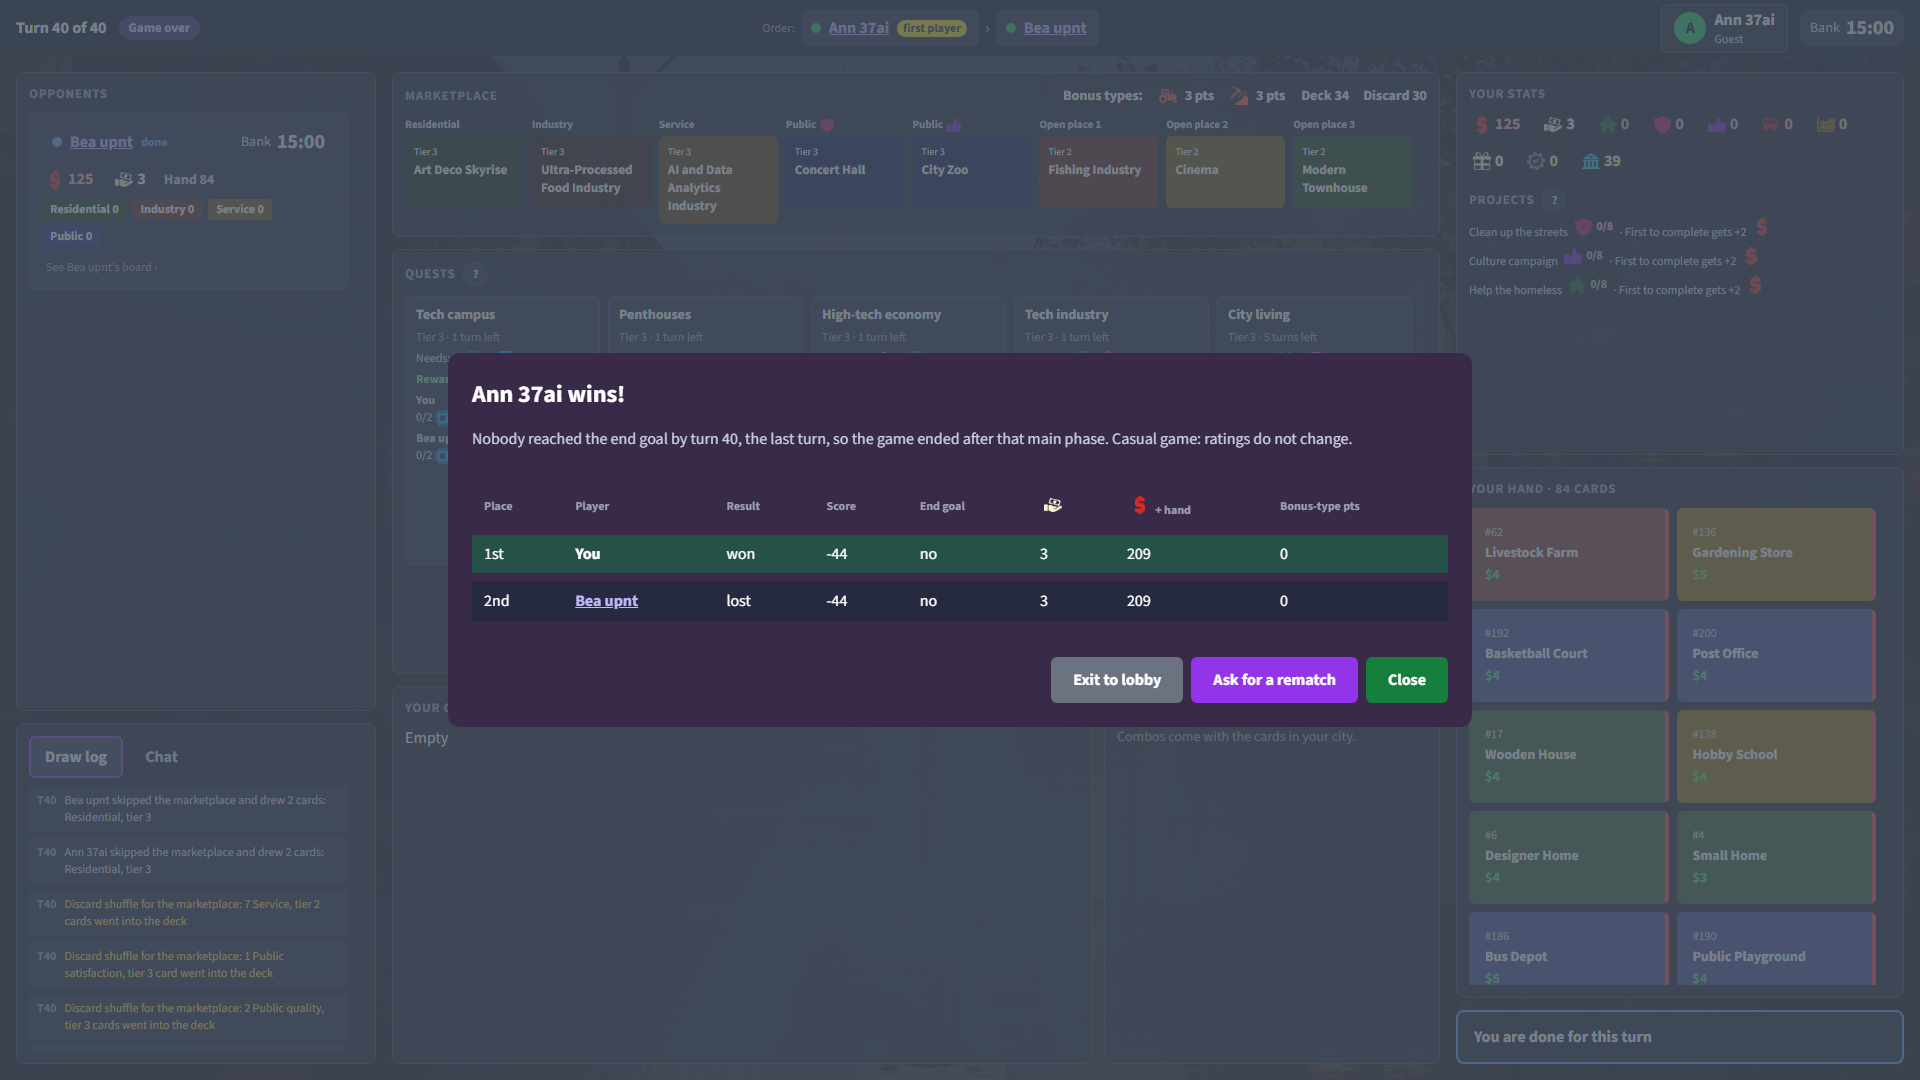 Turn 40 of 40
Game over
Order:
Ann 37ai
first player
›
Bea upnt
A
Ann 37ai
Guest
Bank 15:00
OPPONENTS
Bea upnt done
Bank 15:00
125
3
Hand 84
Residential 0
Industry 0
Service 0
Public 0
See Bea upnt's board ›
MARKETPLACE
Bonus types:
3 pts
3 pts
Deck 34
Discard 30
Residential
Industry
Service
Public
Public
Open place 1
Open place 2
Open place 3
Tier 3
Art Deco Skyrise
Tier 3
Ultra-Processed
Food Industry
Tier 3
AI and Data
Analytics
Industry
Tier 3
Concert Hall
Tier 3
City Zoo
Tier 2
Fishing Industry
Tier 2
Cinema
Tier 2
Modern
Townhouse
QUESTS ?
Tech campus
Tier 3 · 1 turn left
Needs
Rewar
You
0/2
Bea up
0/2
Penthouses
Tier 3 · 1 turn left
High-tech economy
Tier 3 · 1 turn left
Tech industry
Tier 3 · 1 turn left
City living
Tier 3 · 5 turns left
YOUR STATS
125
3
0
0
0
0
0
0
0
39
PROJECTS ?
Clean up the streets 0/8 · First to complete gets +2
Culture campaign 0/8 · First to complete gets +2
Help the homeless 0/8 · First to complete gets +2
Ann 37ai wins!
Nobody reached the end goal by turn 40, the last turn, so the game ended after that main phase. Casual game: ratings do not change.
Place Player Result Score End goal + hand Bonus-type pts
1st You won -44 no 3 209 0
2nd Bea upnt lost -44 no 3 209 0
Exit to lobby
Ask for a rematch
Close
YOUR C
Empty
Combos come with the cards in your city.
Draw log
Chat
T40 Bea upnt skipped the marketplace and drew 2 cards:
Residential, tier 3
T40 Ann 37ai skipped the marketplace and drew 2 cards:
Residential, tier 3
T40 Discard shuffle for the marketplace: 7 Service, tier 2
cards went into the deck
T40 Discard shuffle for the marketplace: 1 Public
satisfaction, tier 3 card went into the deck
T40 Discard shuffle for the marketplace: 2 Public quality,
tier 3 cards went into the deck
YOUR HAND · 84 CARDS
#62
Livestock Farm
$4
#136
Gardening Store
$5
#192
Basketball Court
$4
#200
Post Office
$4
#17
Wooden House
$4
#138
Hobby School
$4
#6
Designer Home
$4
#4
Small Home
$3
#186
Bus Depot
$5
#190
Public Playground
$4
You are done for this turn